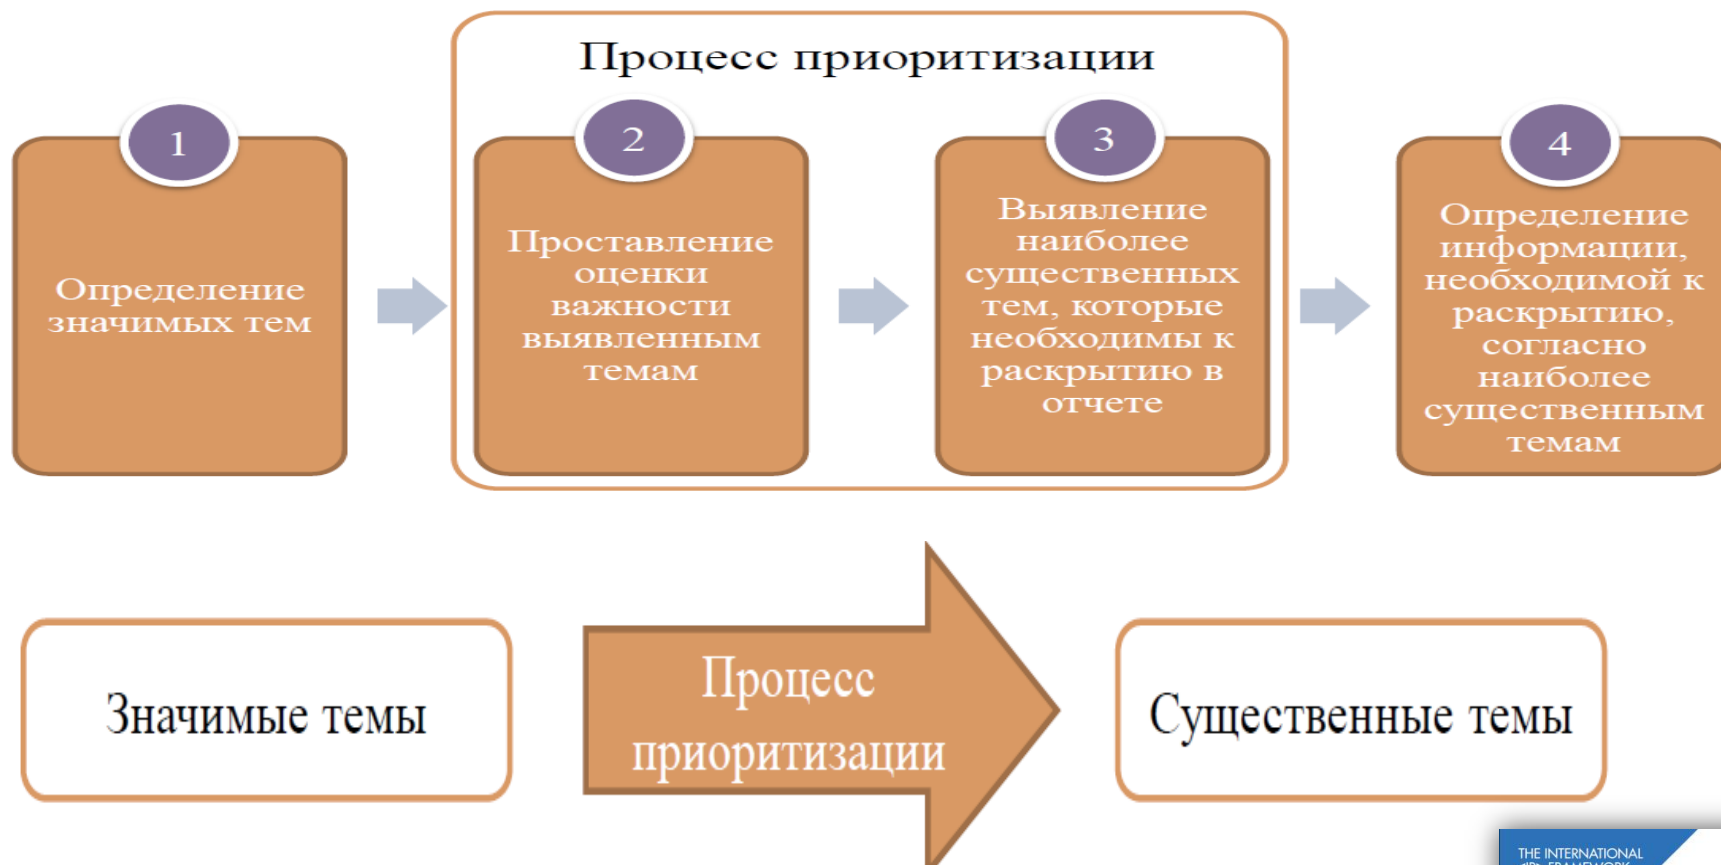 Процесс приоритизации
1
Определение
значимых тем
2
Проставление
оценки
важности
выявленным
темам
3
Выявление
наиболее
существенных
тем, которые
необходимы к
раскрытию в
отчете
4
Определение
информации,
необходимой к
раскрытию,
согласно
наиболее
существенным
темам
Значимые темы
Процесс
приоритизации
Существенные темы
THE INTERNATIONAL
<IR> FRAMEWORK